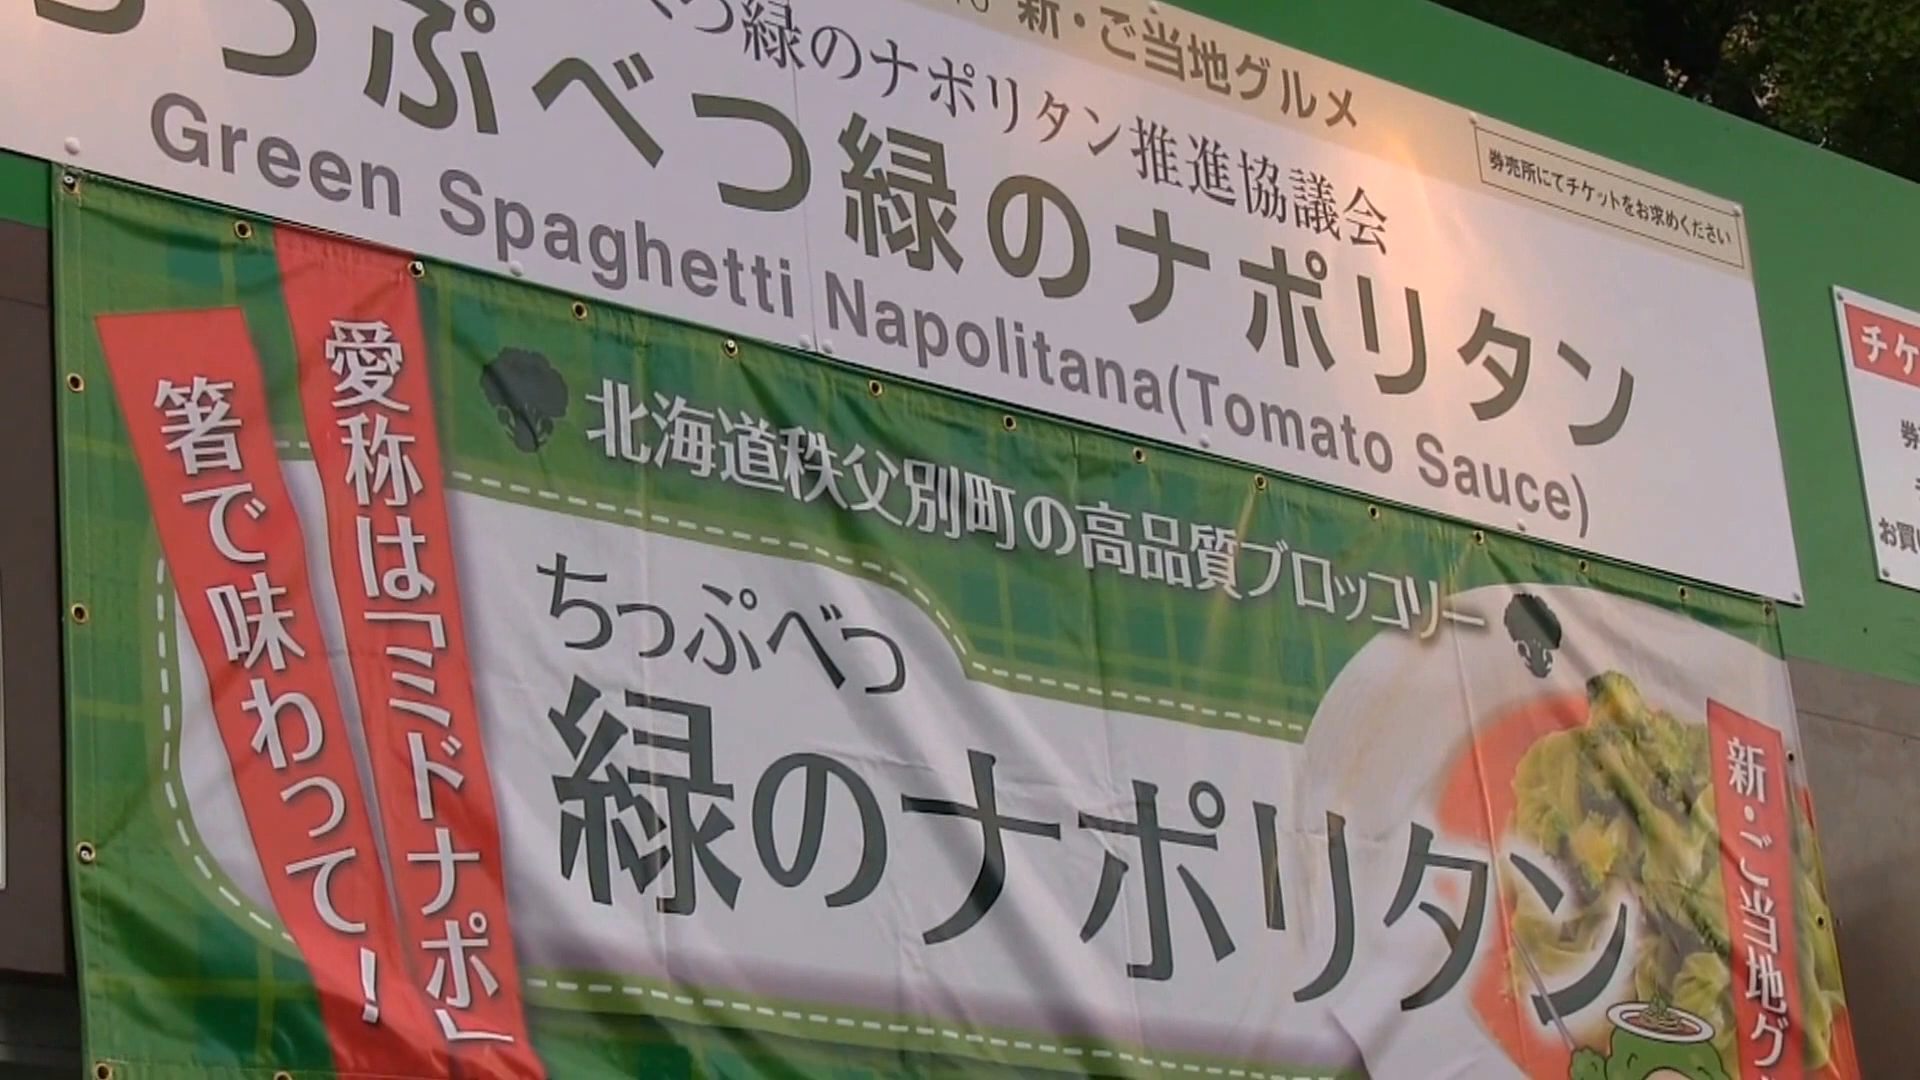 新・ご当地グルメ
つ緑のナポリタン推進協議会
券売所にてチケットをお求めください
っぷべつ緑のナポリタン
Green Spaghetti Napolitana(Tomato Sauce)
チケ
お買
愛称は「ミドナポ」
箸で味わって!
北海道秩父別町の高品質ブロッコリー
ちっぷべつ
緑のナポリタン
新・ご当地グ